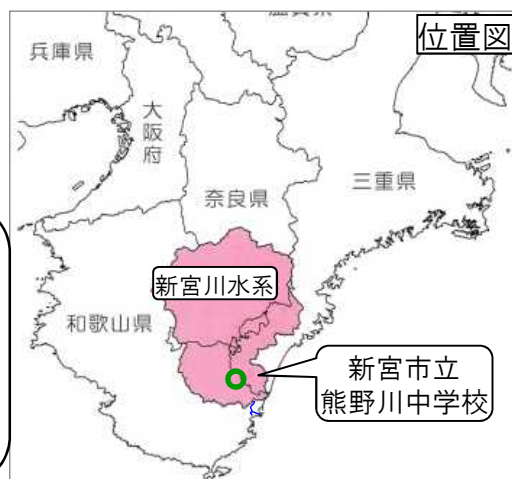 位置図
兵庫県
大阪府
奈良県
三重県
新宮川水系
和歌山県
新宮市立
熊野川中学校